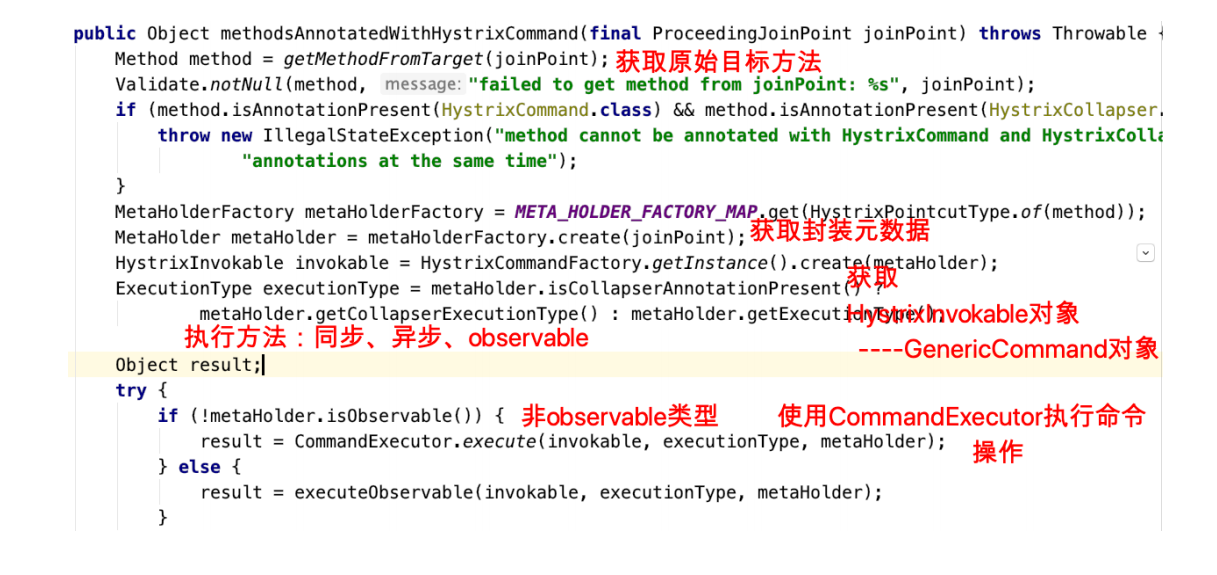 public Object methodsAnnotatedWithHystrixCommand(final ProceedingJoinPoint joinPoint) throws Throwable {
Method method = getMethodFromTarget(joinPoint); 获取原始目标方法
Validate.notNull(method, message: "failed to get method from joinPoint: %s", joinPoint);
if (method.isAnnotationPresent(HystrixCommand.class) && method.isAnnotationPresent(HystrixCollapser.
throw new IllegalStateException("method cannot be annotated with HystrixCommand and HystrixColla
"annotations at the same time");
}
MetaHolderFactory metaHolderFactory = META_HOLDER_FACTORY_MAP.get(HystrixPointcutType.of(method));
MetaHolder metaHolder = metaHolderFactory.create(joinPoint); 获取封装元数据
HystrixInvokable invokable = HystrixCommandFactory.getInstance().create(metaHolder);
获取
ExecutionType executionType = metaHolder.isCollapserAnnotationPresent() ?
metaHolder.getCollapserExecutionType() : metaHolder.getExecutionType();
HystrixInvokable对象
执行方法：同步、异步、observable
----GenericCommand对象
Object result;
try {
if (!metaHolder.isObservable()) { 非observable类型 使用CommandExecutor执行命令
result = CommandExecutor.execute(invokable, executionType, metaHolder);
操作
} else {
result = executeObservable(invokable, executionType, metaHolder);
}